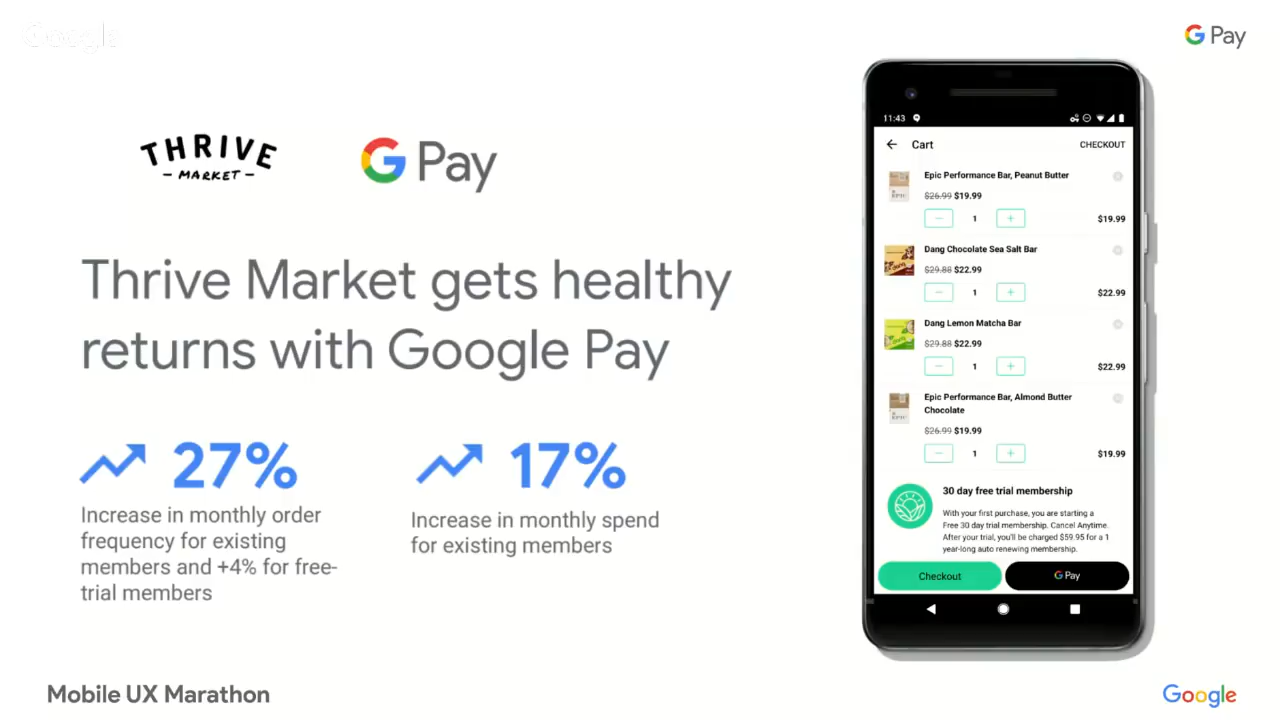 Google
G Pay
THRIVE
MARKET
G Pay
Thrive Market gets healthy
returns with Google Pay
27%
Increase in monthly order
frequency for existing
members and +4% for free-
trial members
17%
Increase in monthly spend
for existing members
11:43
Cart
CHECKOUT
Epic Performance Bar, Peanut Butter
$26.99 $19.99
− 1 + $19.99
Dang Chocolate Sea Salt Bar
$29.88 $22.99
− 1 + $22.99
Dang Lemon Matcha Bar
$29.88 $22.99
− 1 + $22.99
Epic Performance Bar, Almond Butter
Chocolate
$26.99 $19.99
− 1 + $19.99
30 day free trial membership
With your first purchase, you are starting a
Free 30 day trial membership. Cancel Anytime.
After your trial, you'll be charged $59.95 for a 1
year-long auto renewing membership.
Checkout
G Pay
Mobile UX Marathon
Google